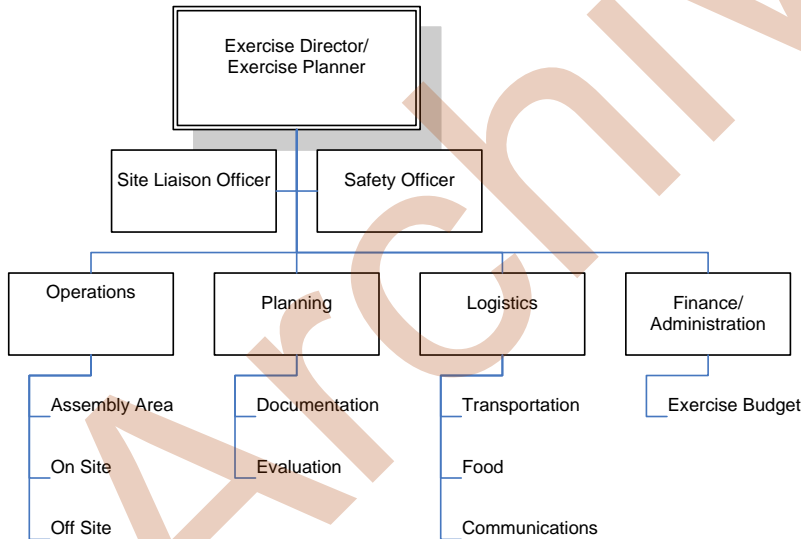 Exercise Director/
Exercise Planner
Site Liaison Officer
Safety Officer
Operations
Planning
Logistics
Finance/
Administration
Assembly Area
Documentation
Transportation
Exercise Budget
On Site
Evaluation
Food
Off Site
Communications